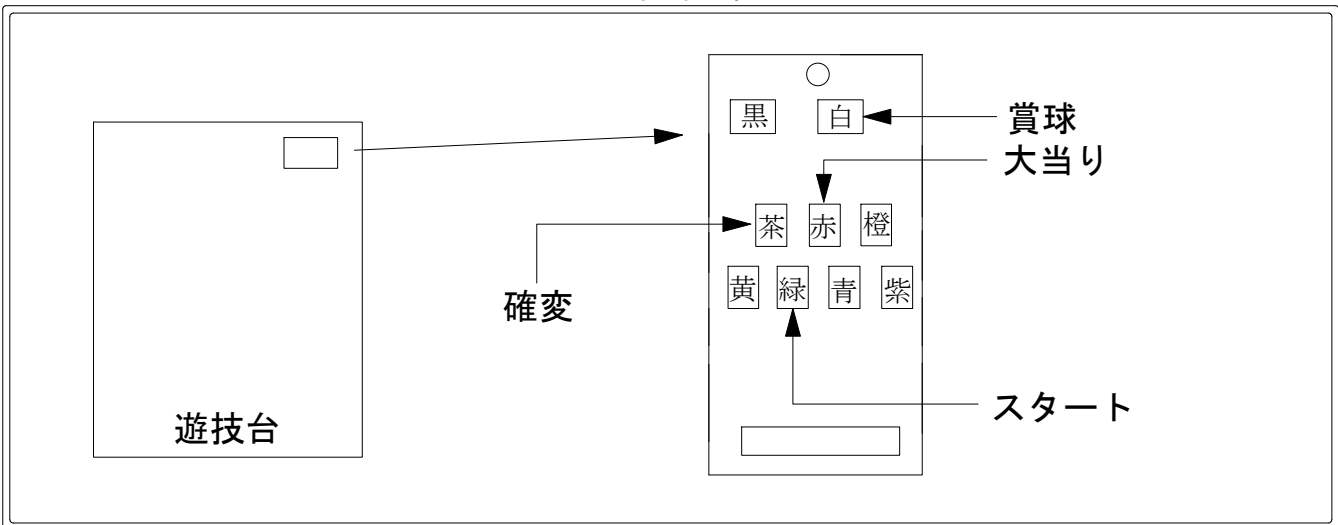 黒 白 賞球
大当り
茶 赤 橙
黄 緑 青 紫
確変
スタート
遊技台